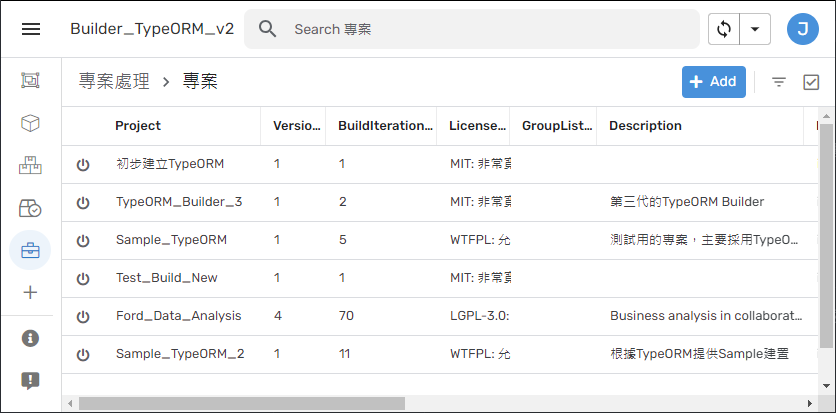 Builder_TypeORM_v2
Search 專案
J
專案處理 > 專案
Add
Project Versio… BuildIteration… License… GroupList… Description
初步建立TypeORM 1 1 MIT: 非常
TypeORM_Builder_3 1 2 MIT: 非常 第三代的TypeORM Builder
Sample_TypeORM 1 5 WTFPL: 允 測試用的專案，主要採用TypeO…
Test_Build_New 1 1 MIT: 非常
Ford_Data_Analysis 4 70 LGPL-3.0: Business analysis in collaborat…
Sample_TypeORM_2 1 11 WTFPL: 允 根據TypeORM提供Sample建置